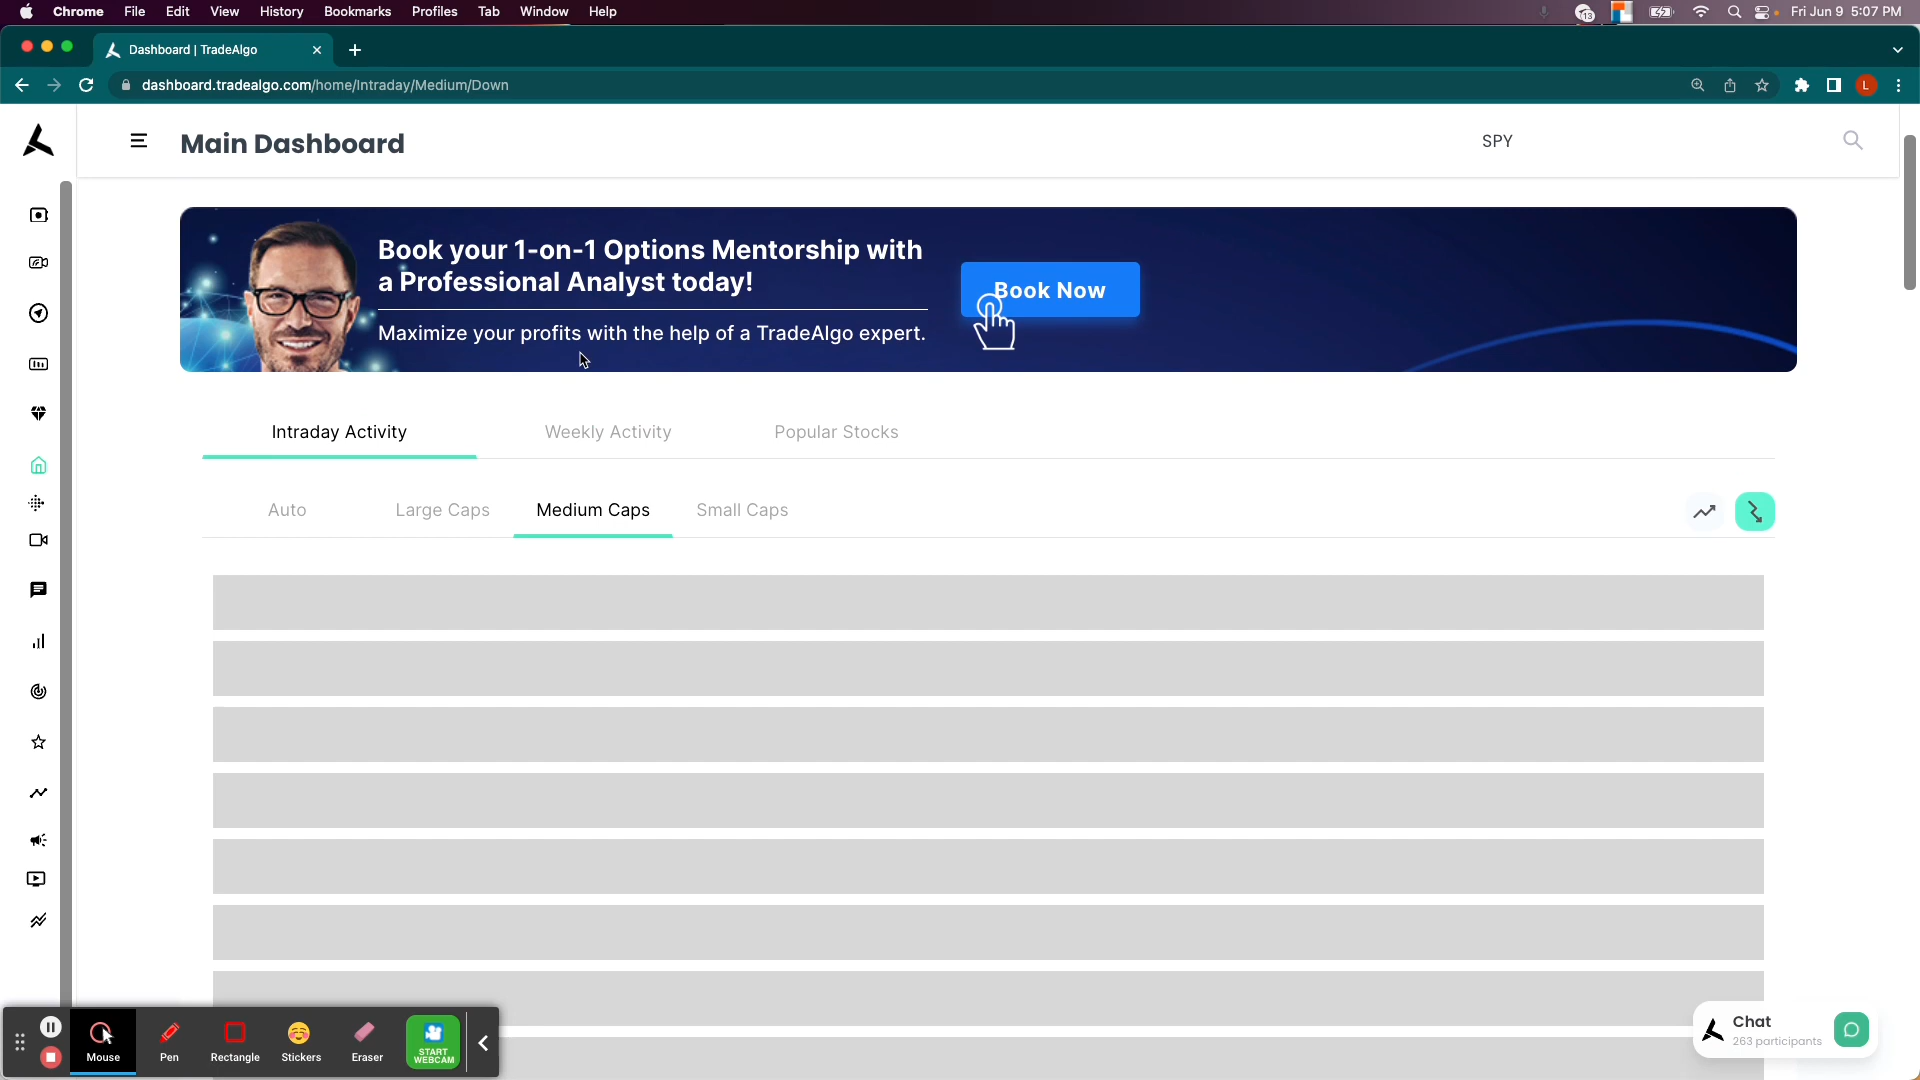 Chrome File Edit View History Bookmarks Profiles Tab Window Help
13
Fri Jun 9 5:07 PM
Dashboard | TradeAlgo
dashboard.tradealgo.com/home/Intraday/Medium/Down
L
Main Dashboard
SPY
Book your 1-on-1 Options Mentorship with
a Professional Analyst today!
Maximize your profits with the help of a TradeAlgo expert.
Book Now
Intraday Activity Weekly Activity Popular Stocks
Auto Large Caps Medium Caps Small Caps
Chat
263 participants
Mouse Pen Rectangle Stickers Eraser
START
WEBCAM